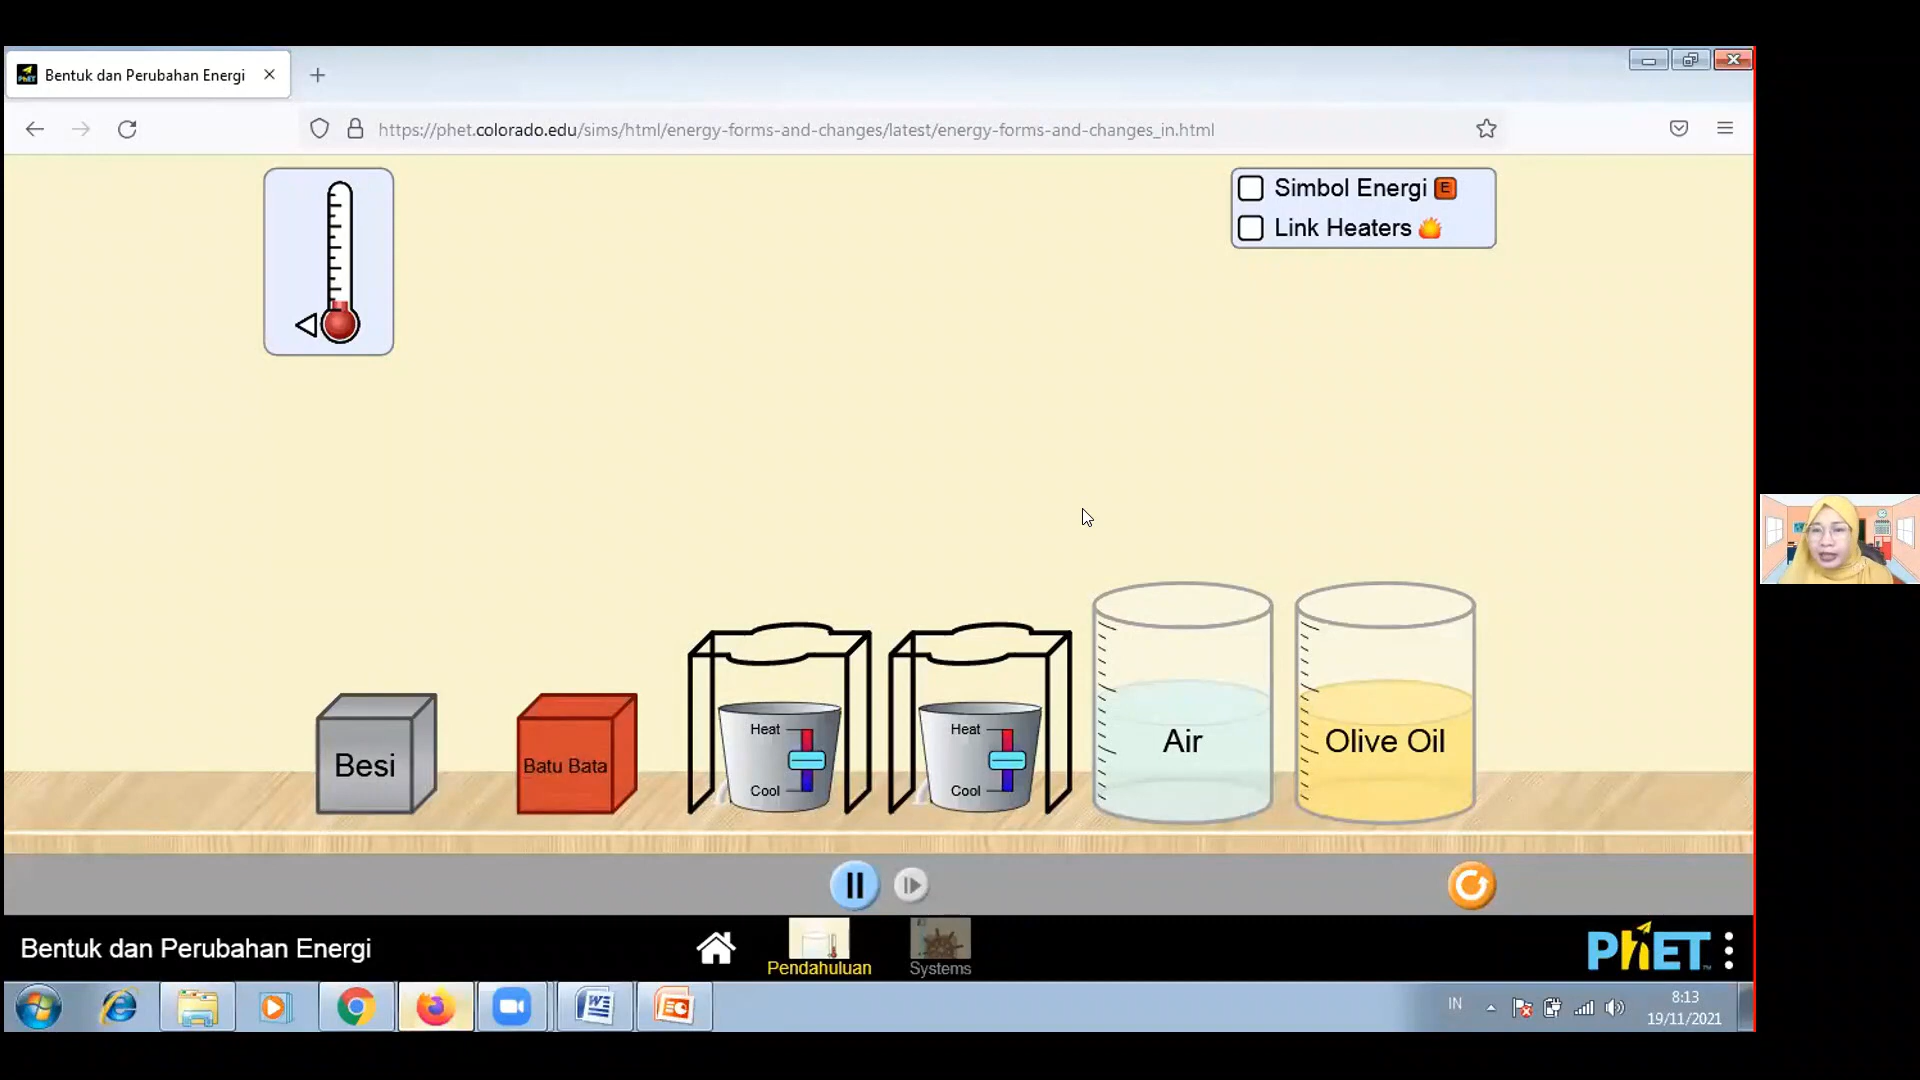 Bentuk dan Perubahan Energi
https://phet.colorado.edu/sims/html/energy-forms-and-changes/latest/energy-forms-and-changes_in.html
Simbol Energi E
Link Heaters
Heat
Cool
Heat
Cool
Air
Olive Oil
Besi
Batu Bata
Bentuk dan Perubahan Energi
Pendahuluan
Systems
PhET
IN
8:13
19/11/2021